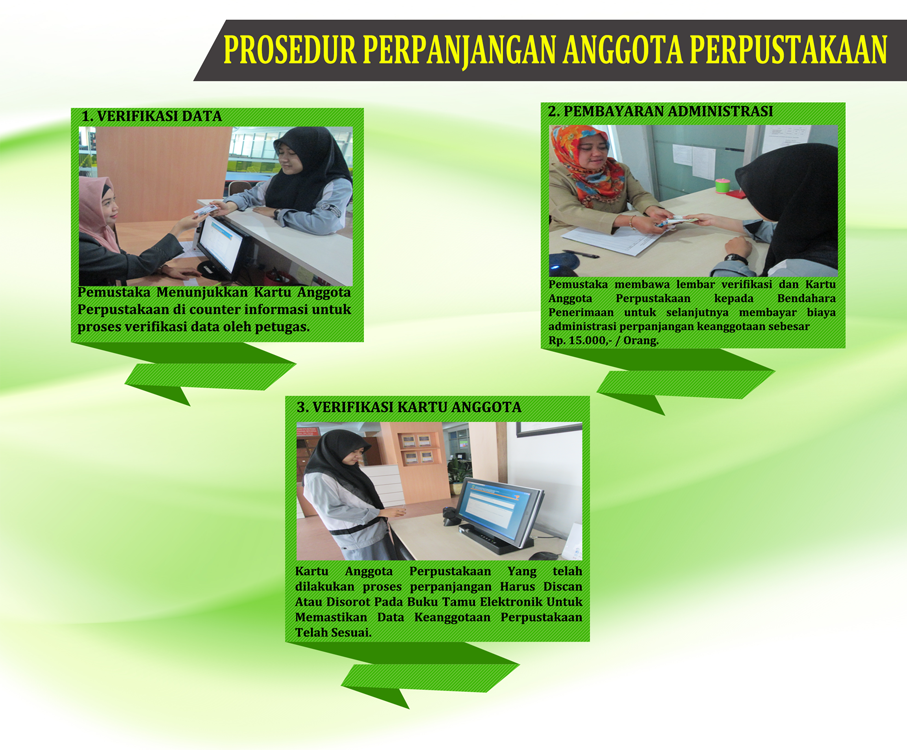 PROSEDUR PERPANJANGAN ANGGOTA PERPUSTAKAAN
1. VERIFIKASI DATA
Pemustaka Menunjukkan Kartu Anggota
Perpustakaan di counter informasi untuk
proses verifikasi data oleh petugas.
2. PEMBAYARAN ADMINISTRASI
Pemustaka membawa lembar verifikasi dan Kartu
Anggota Perpustakaan kepada Bendahara
Penerimaan untuk selanjutnya membayar biaya
administrasi perpanjangan keanggotaan sebesar
Rp. 15.000,- / Orang.
3. VERIFIKASI KARTU ANGGOTA
Kartu Anggota Perpustakaan Yang telah
dilakukan proses perpanjangan Harus Discan
Atau Disorot Pada Buku Tamu Elektronik Untuk
Memastikan Data Keanggotaan Perpustakaan
Telah Sesuai.